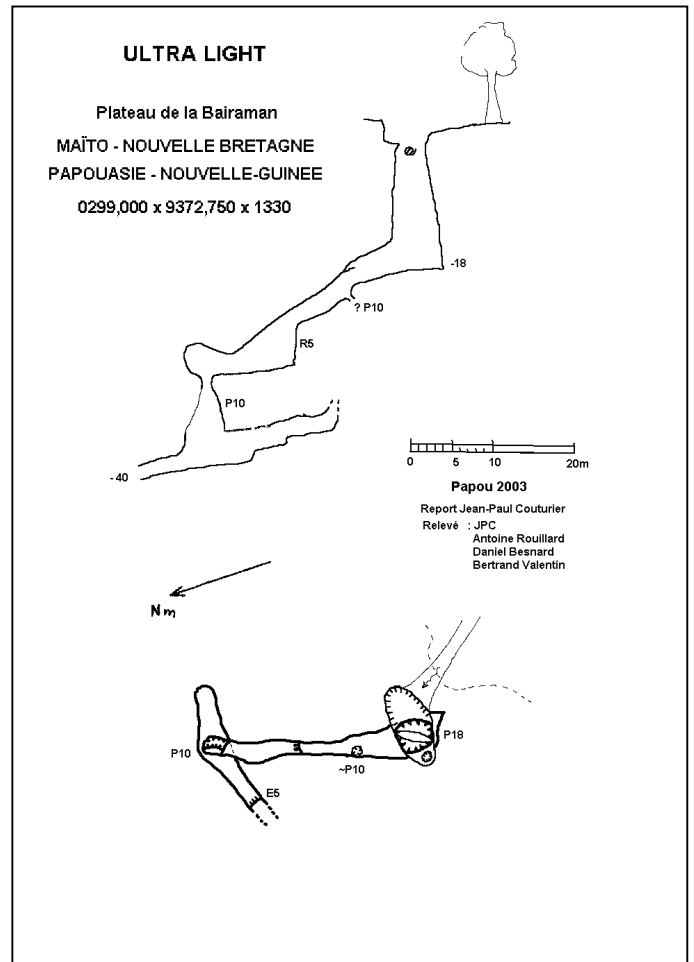 ULTRA LIGHT
Plateau de la Bairaman
MAÏTO - NOUVELLE BRETAGNE
PAPOUASIE - NOUVELLE-GUINEE
0299,000 x 9372,750 x 1330
-18
? P10
R5
P10
-40
0 5 10 20m
Papou 2003
Report Jean-Paul Couturier
Relevé : JPC
Antoine Rouillard
Daniel Besnard
Bertrand Valentin
Nm
P18
P10
~P10
E5